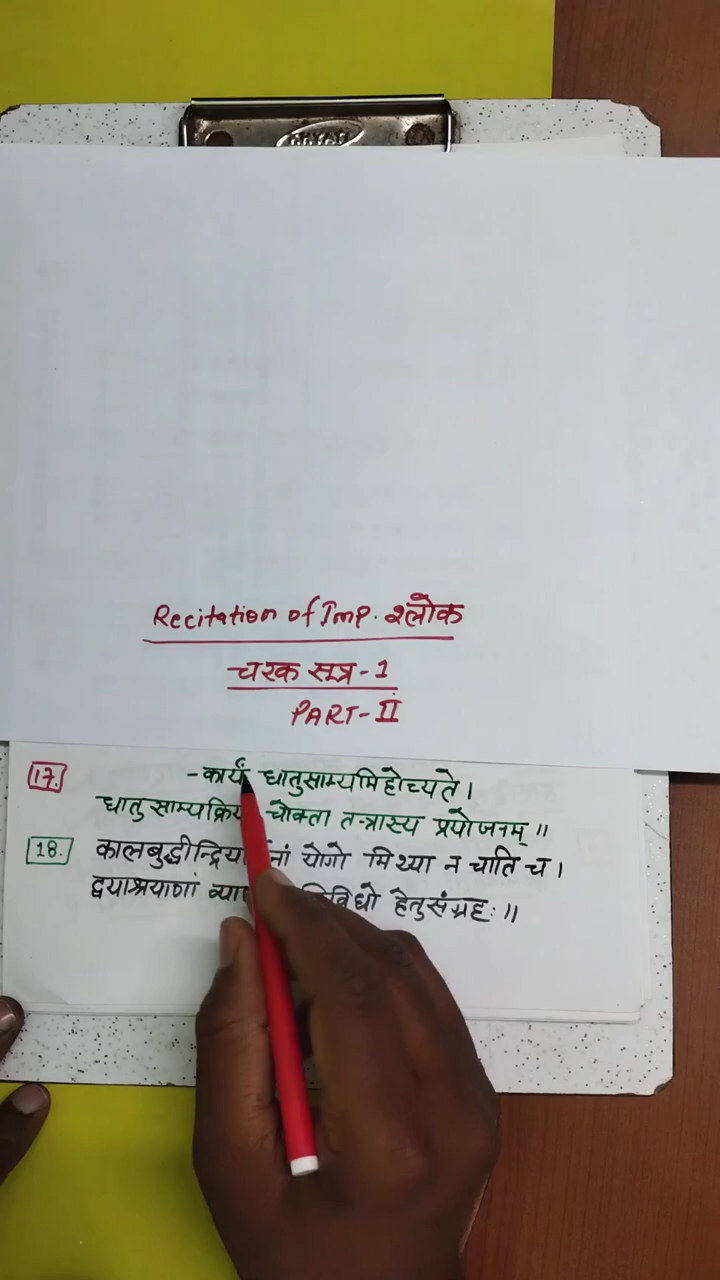 Recitation of Imp. श्लोक
चरक सूत्र - 1
PART - II
17. - कार्यं धातुसाम्यमिहोच्यते।
धातुसाम्यक्रिया चोक्ता तन्त्रास्य प्रयोजनम्॥
18. कालबुद्धीन्द्रिया नां योगो मिथ्या न चाति च।
द्वयाश्रयाणां हेतुसंग्रहः॥